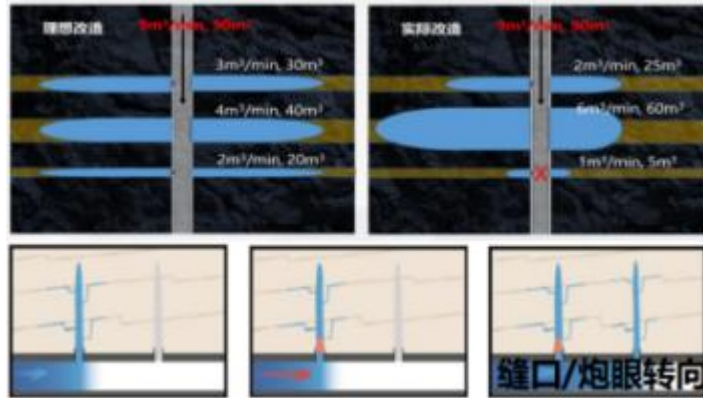 理想改造
9m³/min, 90m³
3m³/min, 30m³
4m³/min, 40m³
2m³/min, 20m³
实际改造
9m³/min, 90m³
2m³/min, 25m³
6m³/min, 60m³
1m³/min, 5m³
X
缝口/炮眼转向